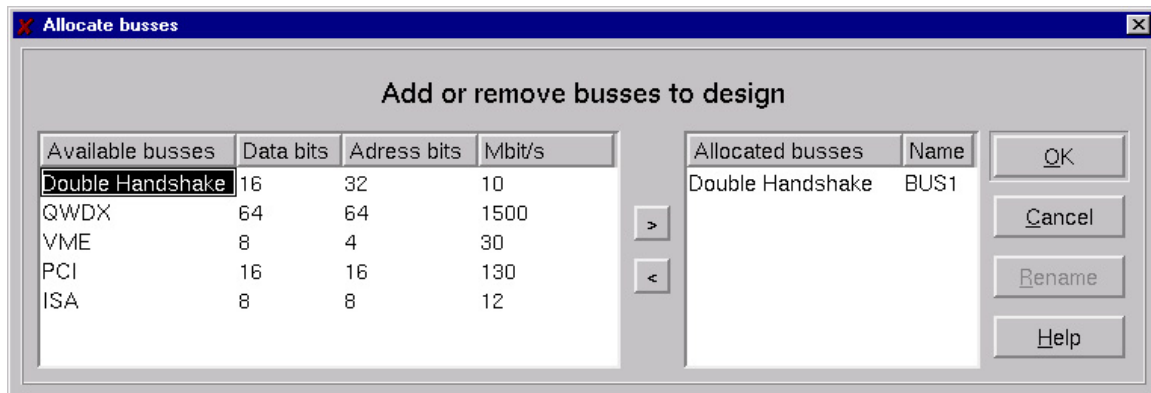 Allocate busses
Add or remove busses to design
Available busses Data bits Adress bits Mbit/s
Double Handshake 16 32 10
QWDX 64 64 1500
VME 8 4 30
PCI 16 16 130
ISA 8 8 12
>
<
Allocated busses Name
Double Handshake BUS1
OK
Cancel
Rename
Help